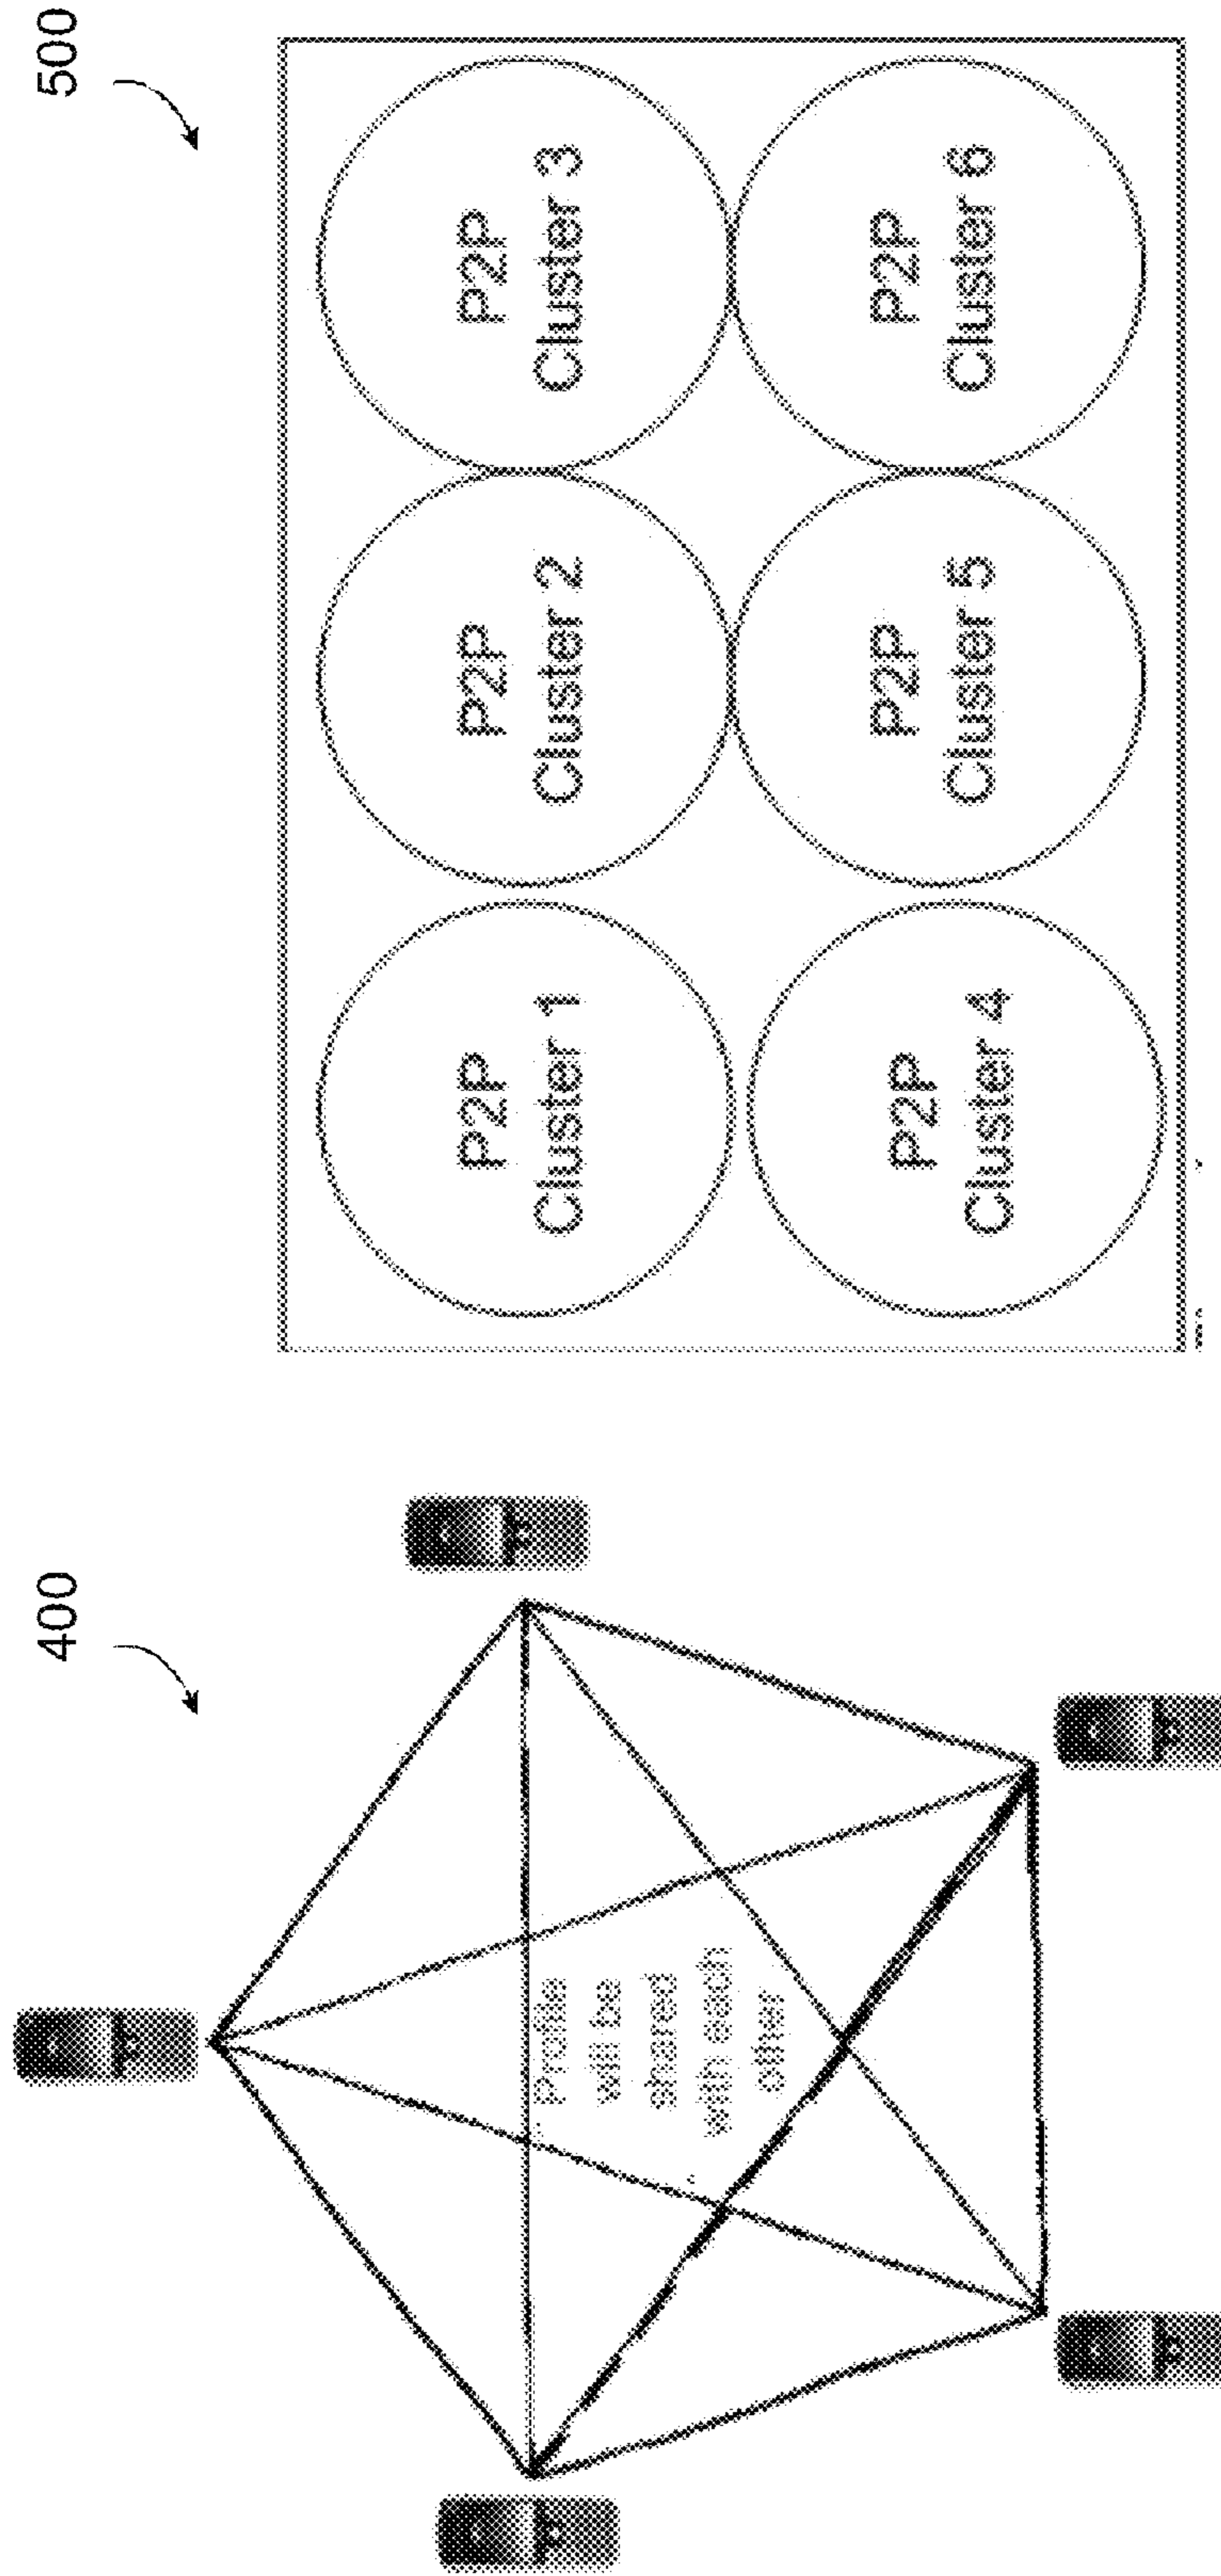 400
Profile
will be
shared
with each
other
500
P2P
Cluster 1
P2P
Cluster 2
P2P
Cluster 3
P2P
Cluster 4
P2P
Cluster 5
P2P
Cluster 6